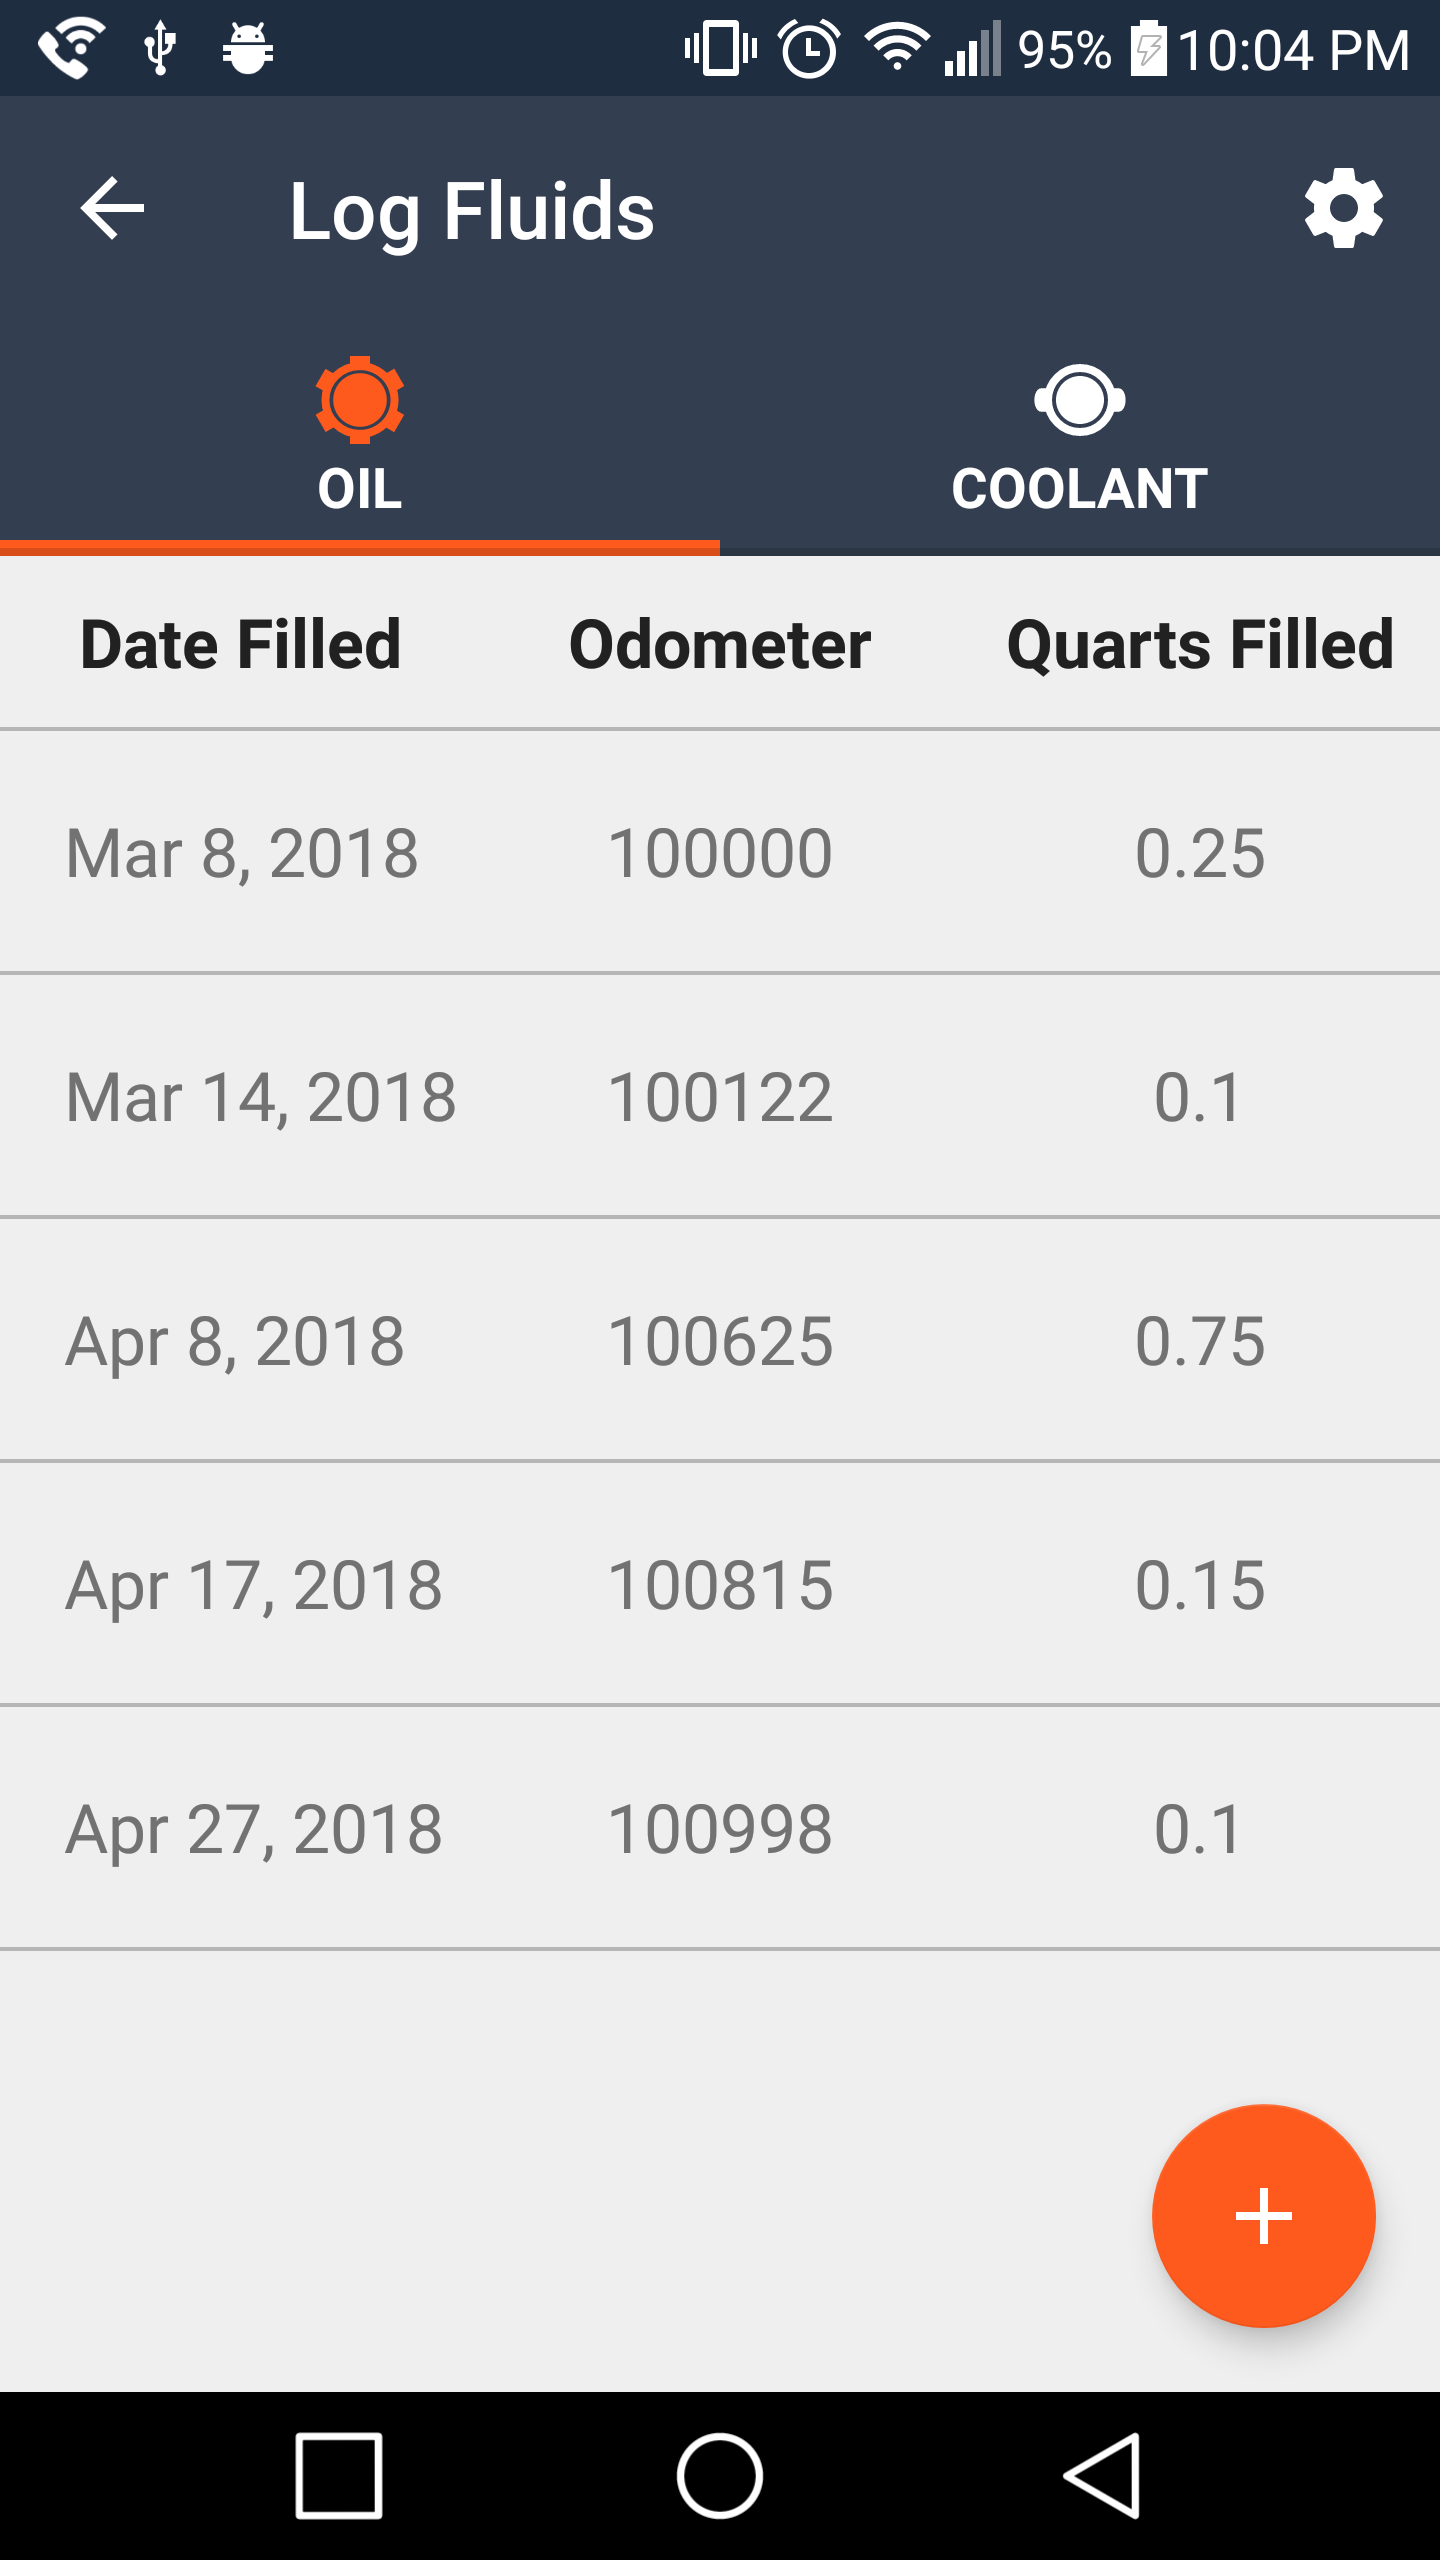 95% 10:04 PM
Log Fluids
OIL COOLANT
Date Filled Odometer Quarts Filled
Mar 8, 2018 100000 0.25
Mar 14, 2018 100122 0.1
Apr 8, 2018 100625 0.75
Apr 17, 2018 100815 0.15
Apr 27, 2018 100998 0.1